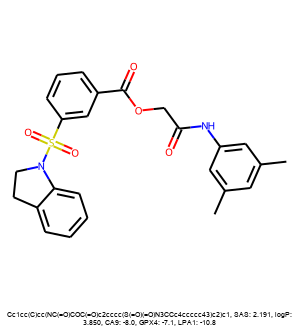 O
O
NH
O
O
O
S
O
N
Cc1cc(C)cc(NC(=O)COC(=O)c2cccc(S(=O)(=O)N3CCc4ccccc43)c2)c1, SAS: 2.191, logP:
3.850, CA9: -8.0, GPX4: -7.1, LPA1: -10.8